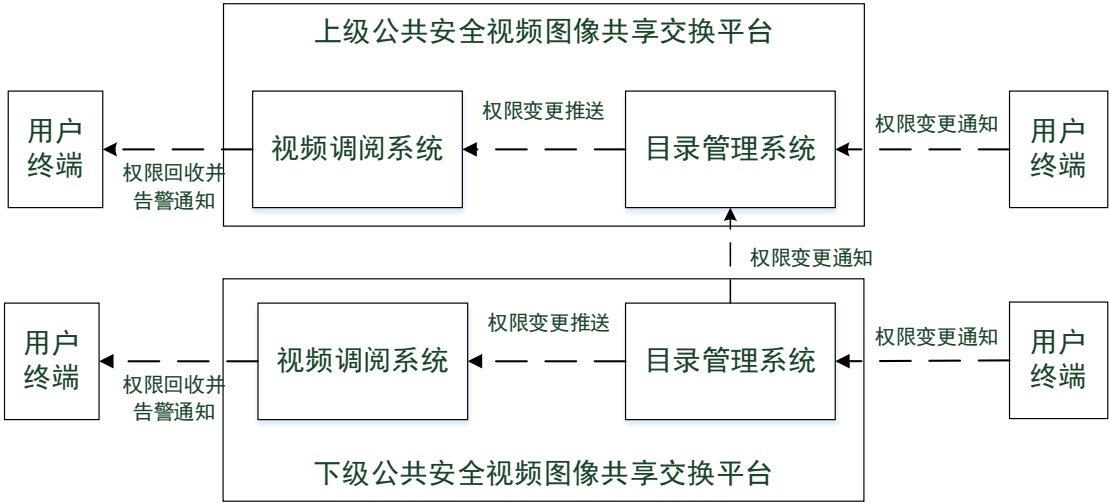 上级公共安全视频图像共享交换平台
用户
终端
权限回收并
告警通知
视频调阅系统
权限变更推送
目录管理系统
权限变更通知
用户
终端
权限变更通知
用户
终端
权限回收并
告警通知
视频调阅系统
权限变更推送
目录管理系统
权限变更通知
用户
终端
下级公共安全视频图像共享交换平台